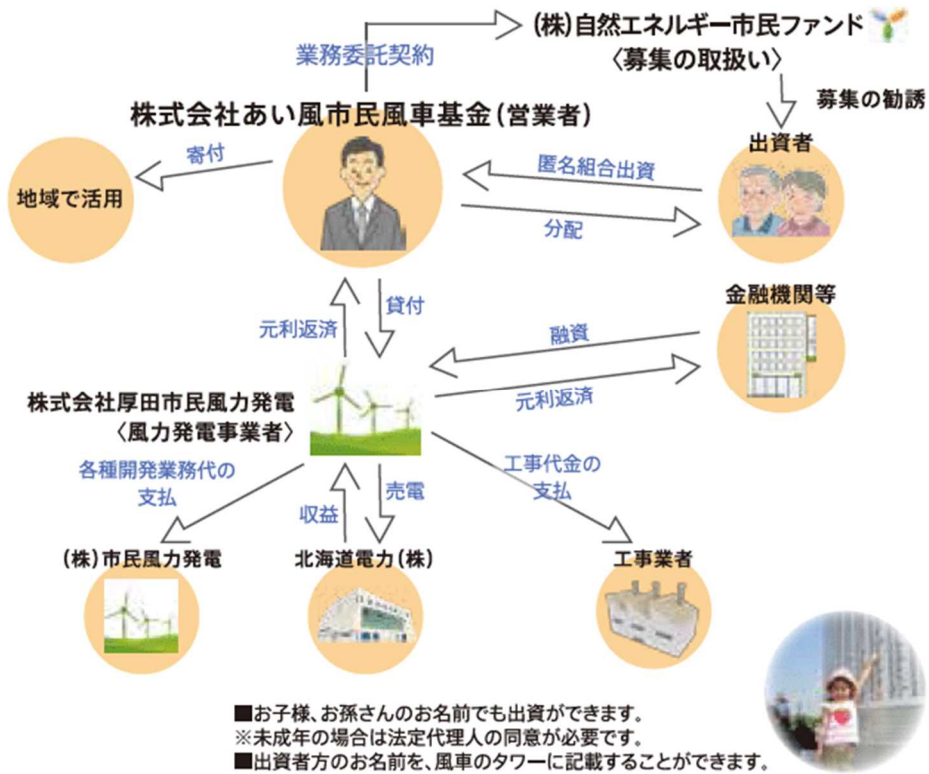 (株)自然エネルギー市民ファンド
〈募集の取扱い〉
業務委託契約
募集の勧誘
株式会社あい風市民風車基金(営業者)
出資者
寄付
匿名組合出資
地域で活用
分配
金融機関等
貸付
元利返済
融資
元利返済
株式会社厚田市民風力発電
〈風力発電事業者〉
各種開発業務代の
支払
工事代金の
支払
売電
収益
(株)市民風力発電
北海道電力(株)
工事業者
■お子様、お孫さんのお名前でも出資ができます。
※未成年の場合は法定代理人の同意が必要です。
■出資者方のお名前を、風車のタワーに記載することができます。